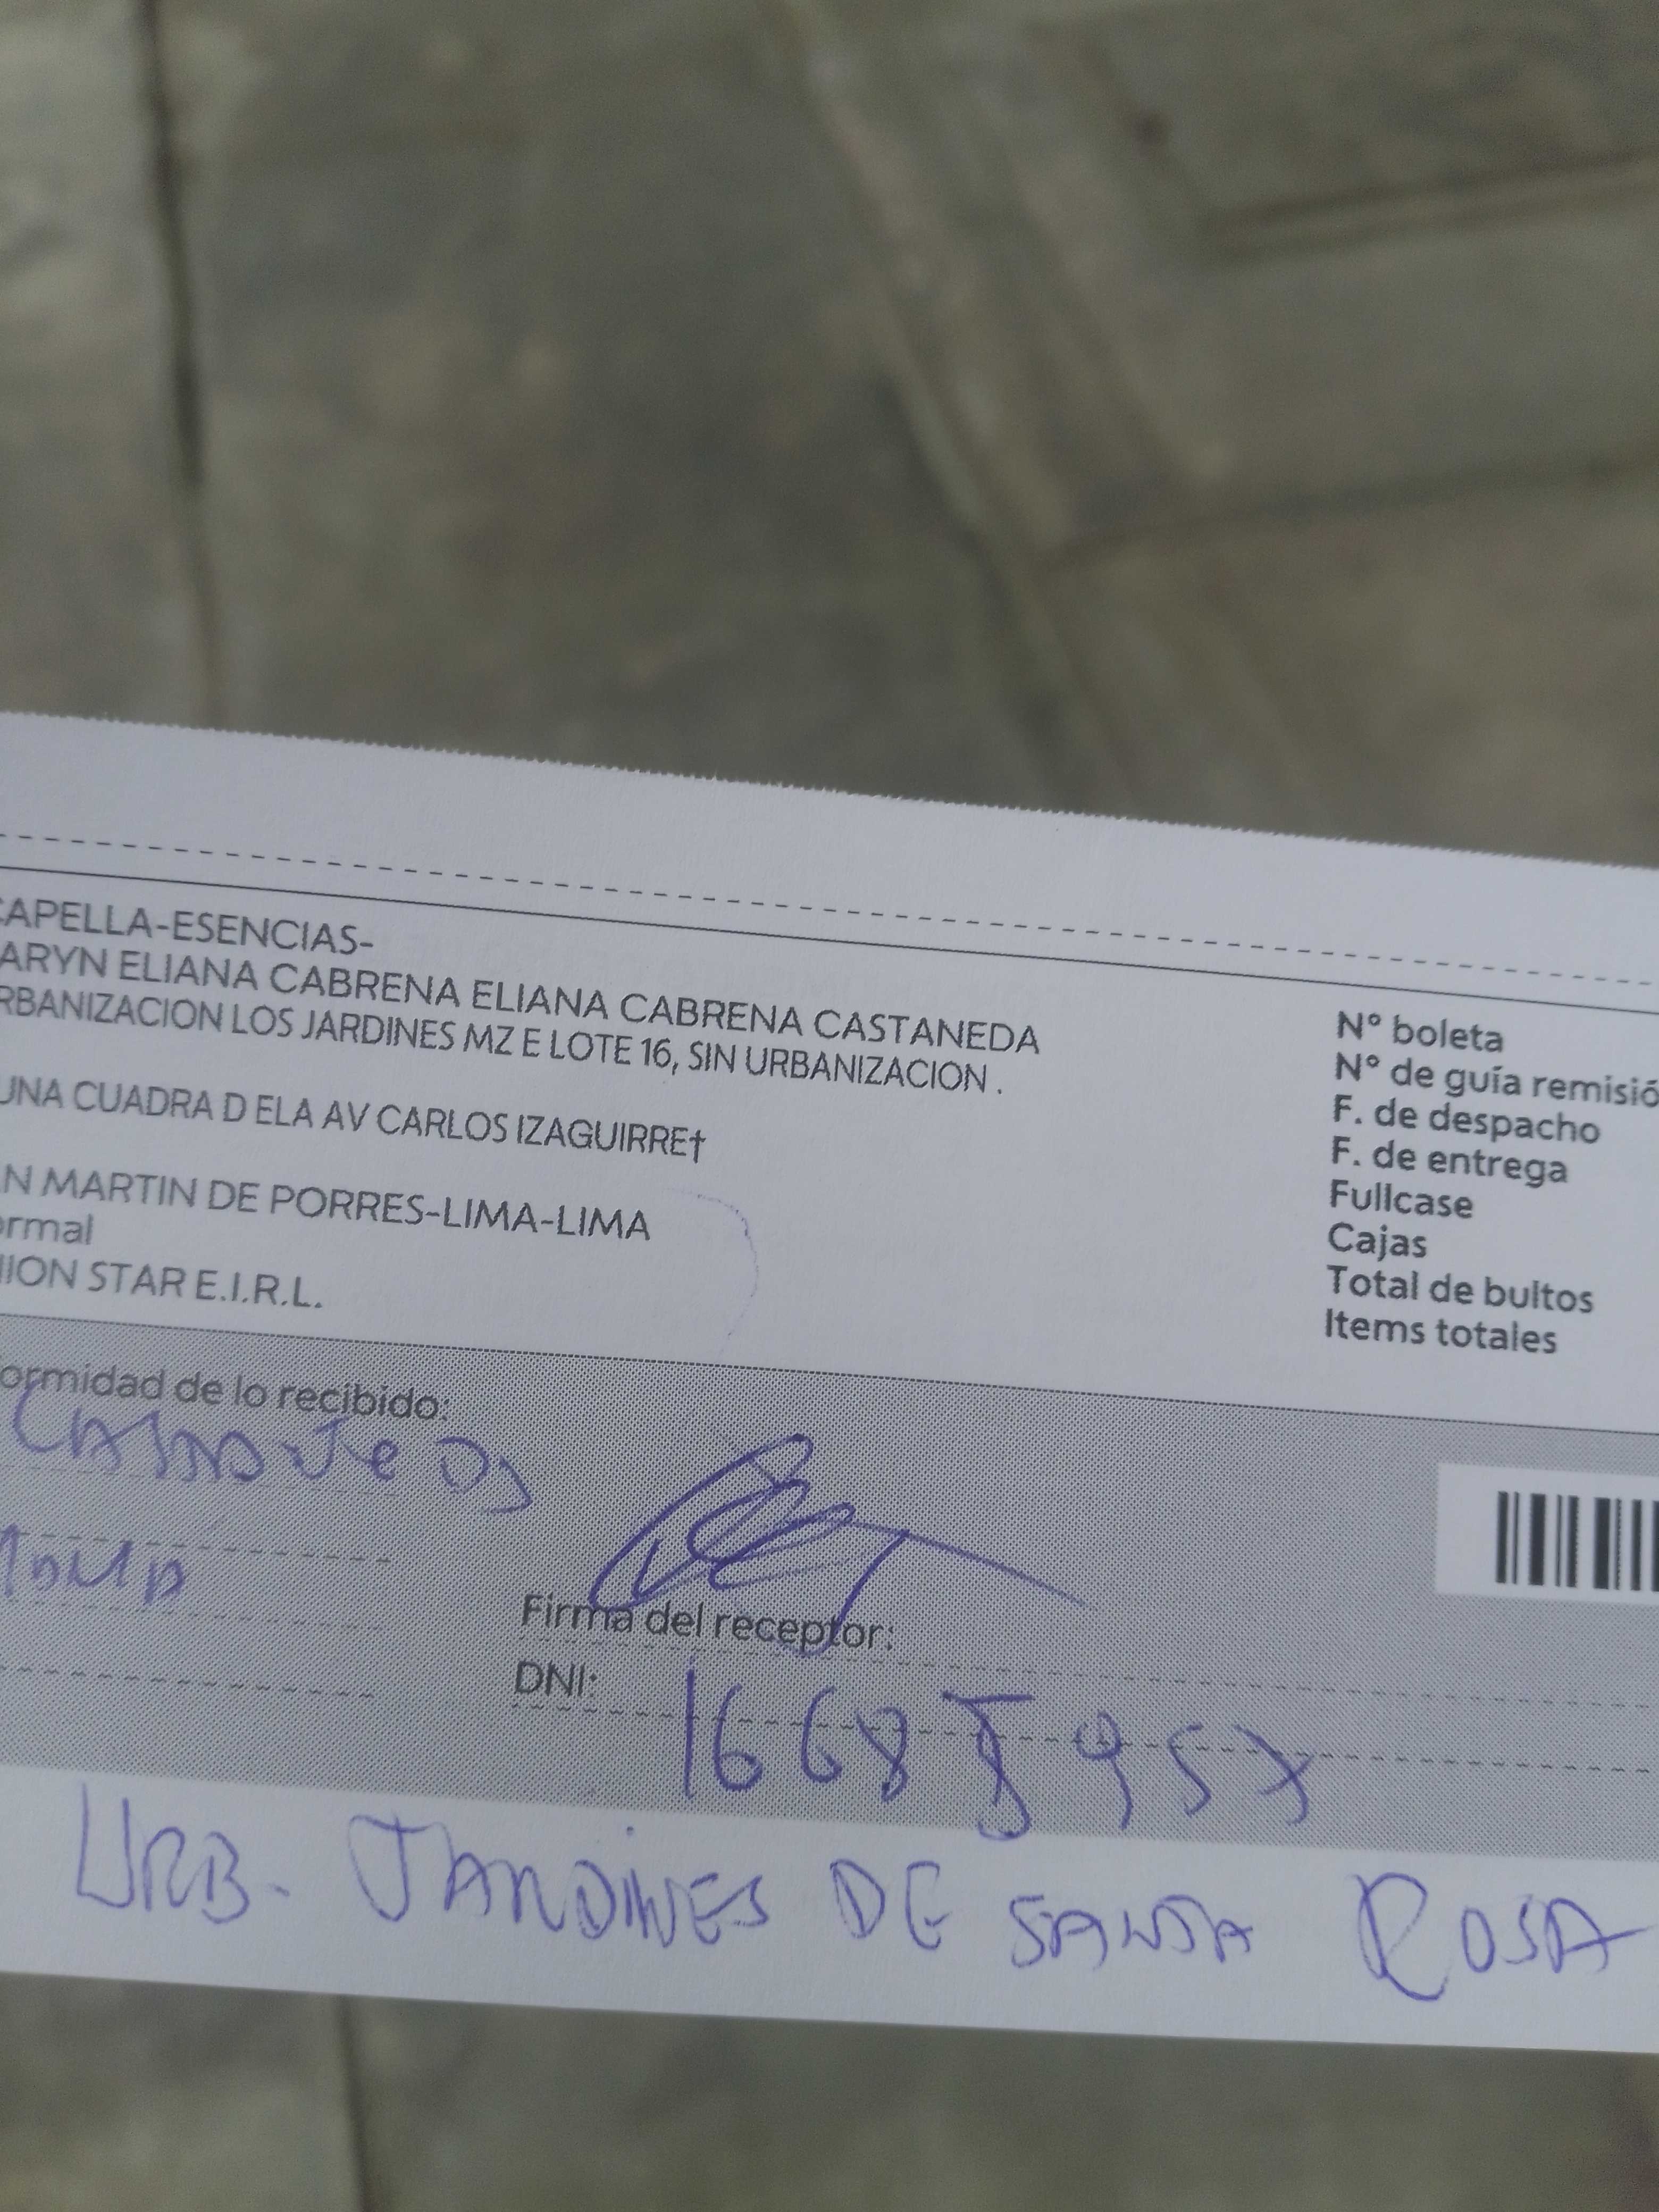 CAPELLA-ESENCIAS-
ARYN ELIANA CABRENA ELIANA CABRENA CASTANEDA
RBANIZACION LOS JARDINES MZ E LOTE 16, SIN URBANIZACION .
UNA CUADRA D ELA AV CARLOS IZAGUIRRE†
N MARTIN DE PORRES-LIMA-LIMA
ormal
ION STAR E.I.R.L.
N° boleta
N° de guía remisió
F. de despacho
F. de entrega
Fullcase
Cajas
Total de bultos
Items totales
ormidad de lo recibido:
Firma del receptor:
DNI:
URB. JARDINES DE SANTA ROSA